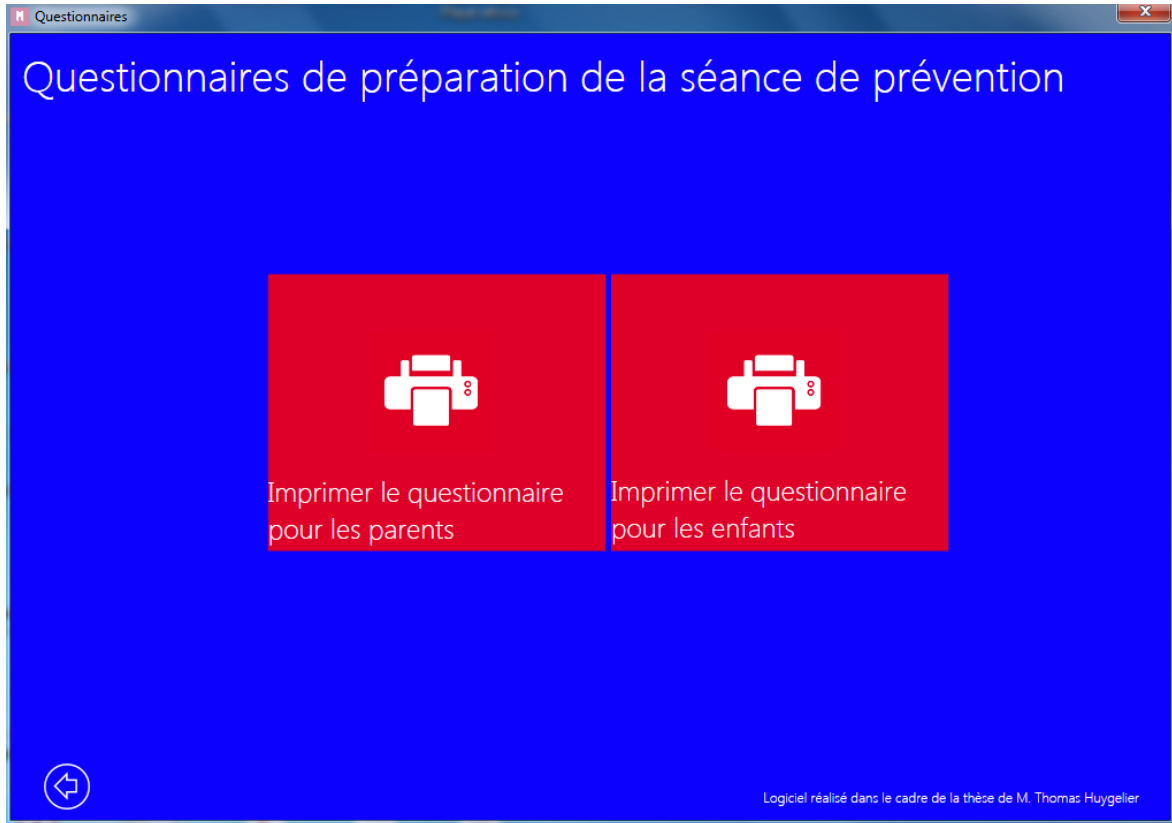 Questionnaires
Questionnaires de préparation de la séance de prévention
Imprimer le questionnaire
pour les parents
Imprimer le questionnaire
pour les enfants
Logiciel réalisé dans le cadre de la thèse de M. Thomas Huygelier